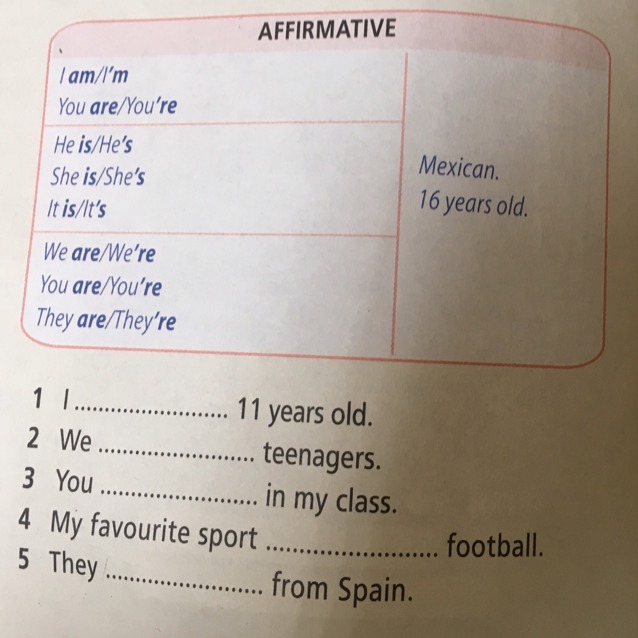 AFFIRMATIVE
I am/I'm
You are/You're
He is/He's
She is/She's
It is/It's
Mexican.
16 years old.
We are/We're
You are/You're
They are/They're
1 I .......................... 11 years old.
2 We .......................... teenagers.
3 You .......................... in my class.
4 My favourite sport ............................. football.
5 They .......................... from Spain.